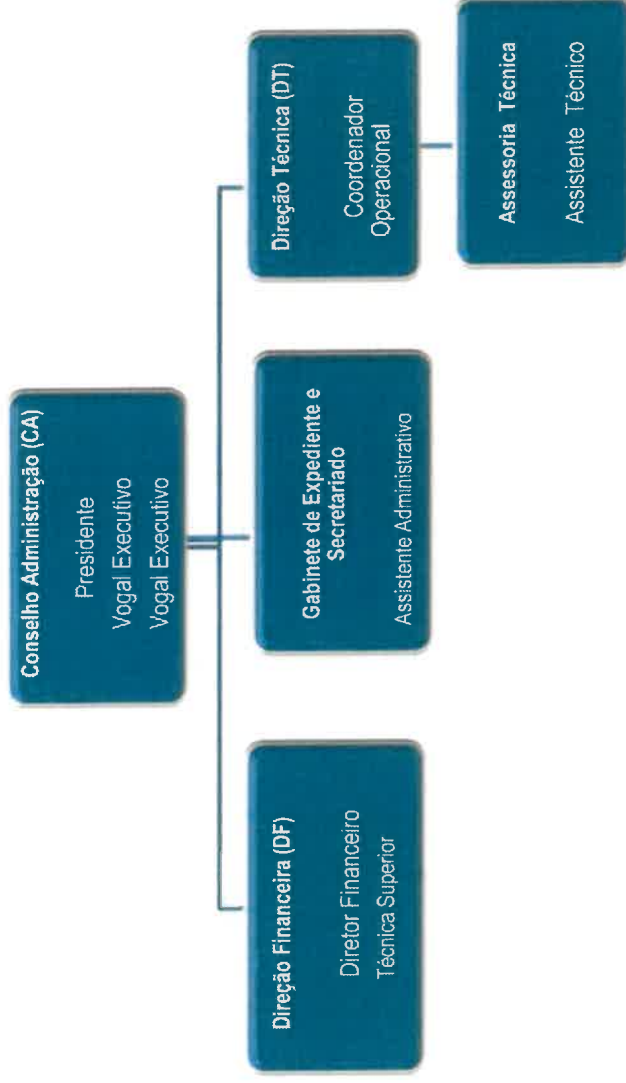 Conselho Administração (CA)
Presidente
Vogal Executivo
Vogal Executivo
Direção Financeira (DF)
Diretor Financeiro
Técnica Superior
Gabinete de Expediente e
Secretariado
Assistente Administrativo
Direção Técnica (DT)
Coordenador
Operacional
Assessoria Técnica
Assistente Técnico